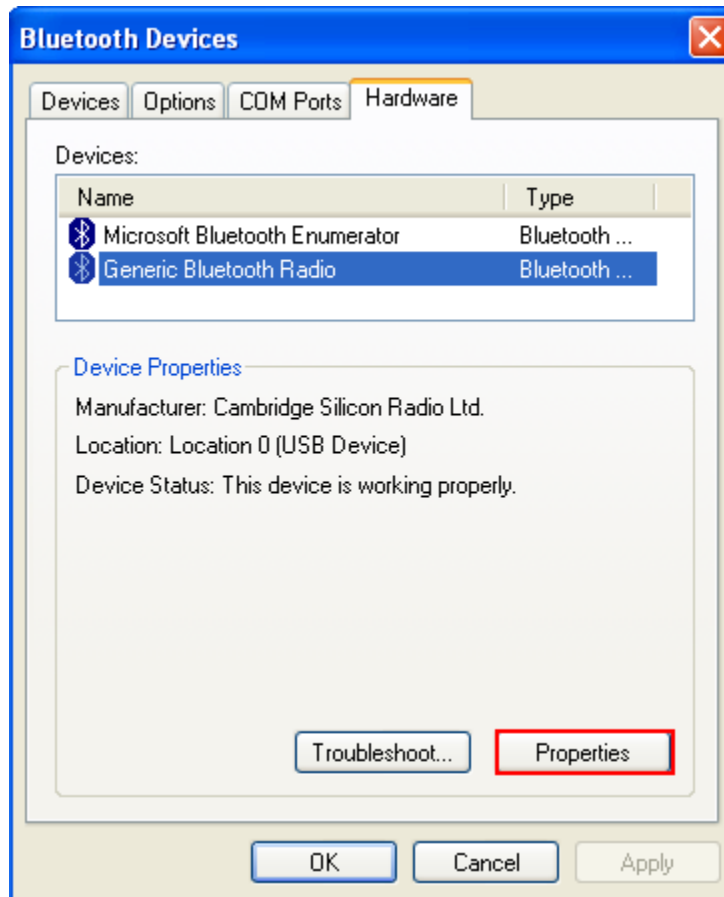 Bluetooth Devices
Devices Options COM Ports Hardware
Devices:
Name Type
Microsoft Bluetooth Enumerator Bluetooth ...
Generic Bluetooth Radio Bluetooth ...
Device Properties
Manufacturer: Cambridge Silicon Radio Ltd.
Location: Location 0 (USB Device)
Device Status: This device is working properly.
Troubleshoot... Properties
OK Cancel Apply